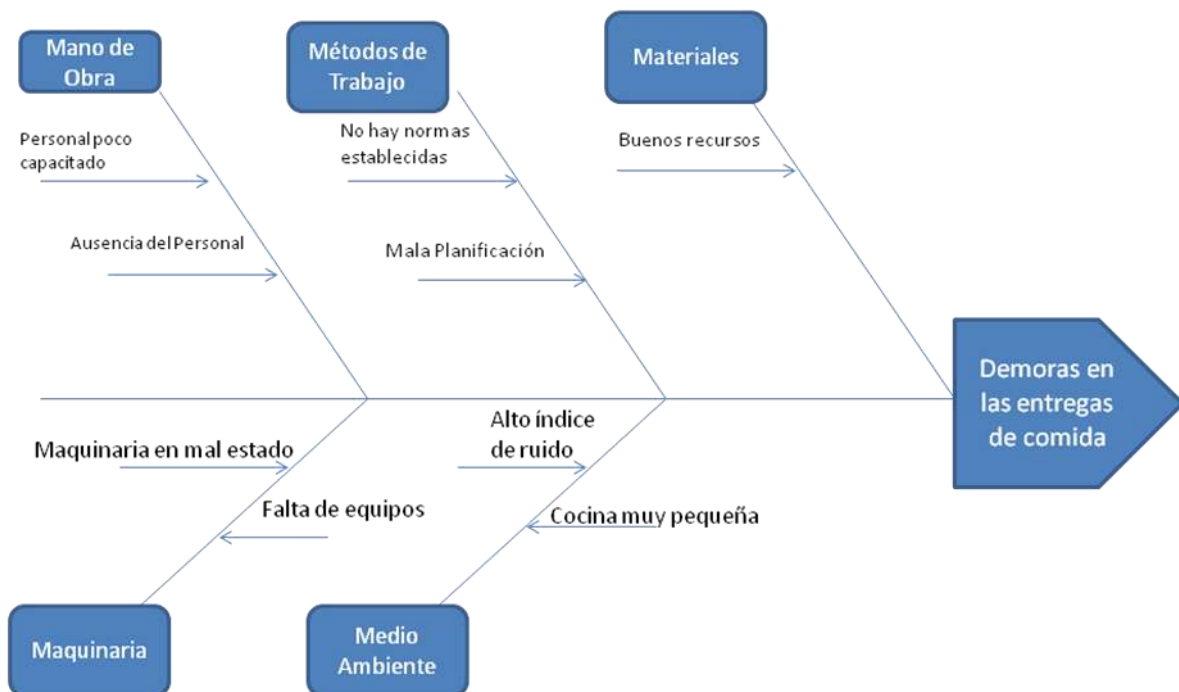 Mano de
Obra
Métodos de
Trabajo
Materiales
Personal poco
capacitado
No hay normas
establecidas
Buenos recursos
Ausencia del Personal
Mala Planificación
Demoras en
las entregas
de comida
Alto índice
de ruido
Maquinaria en mal estado
Falta de equipos
Cocina muy pequeña
Maquinaria
Medio
Ambiente